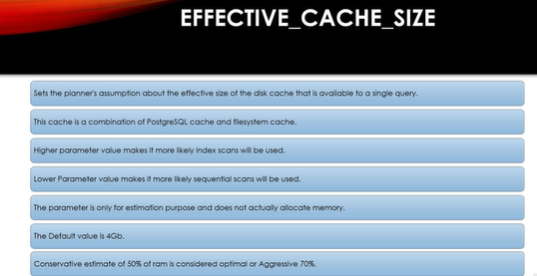 EFFECTIVE_CACHE_SIZE
Sets the planner's assumption about the effective size of the disk cache that is available to a single query.
This cache is a combination of PostgreSQL cache and filesystem cache.
Higher parameter value makes it more likely index scans will be used.
Lower Parameter value makes it more likely sequential scans will be used.
The parameter is only for estimation purpose and does not actually allocate memory.
The Default value is 4Gb.
Conservative estimate of 50% of ram is considered optimal or Aggressive 70%.